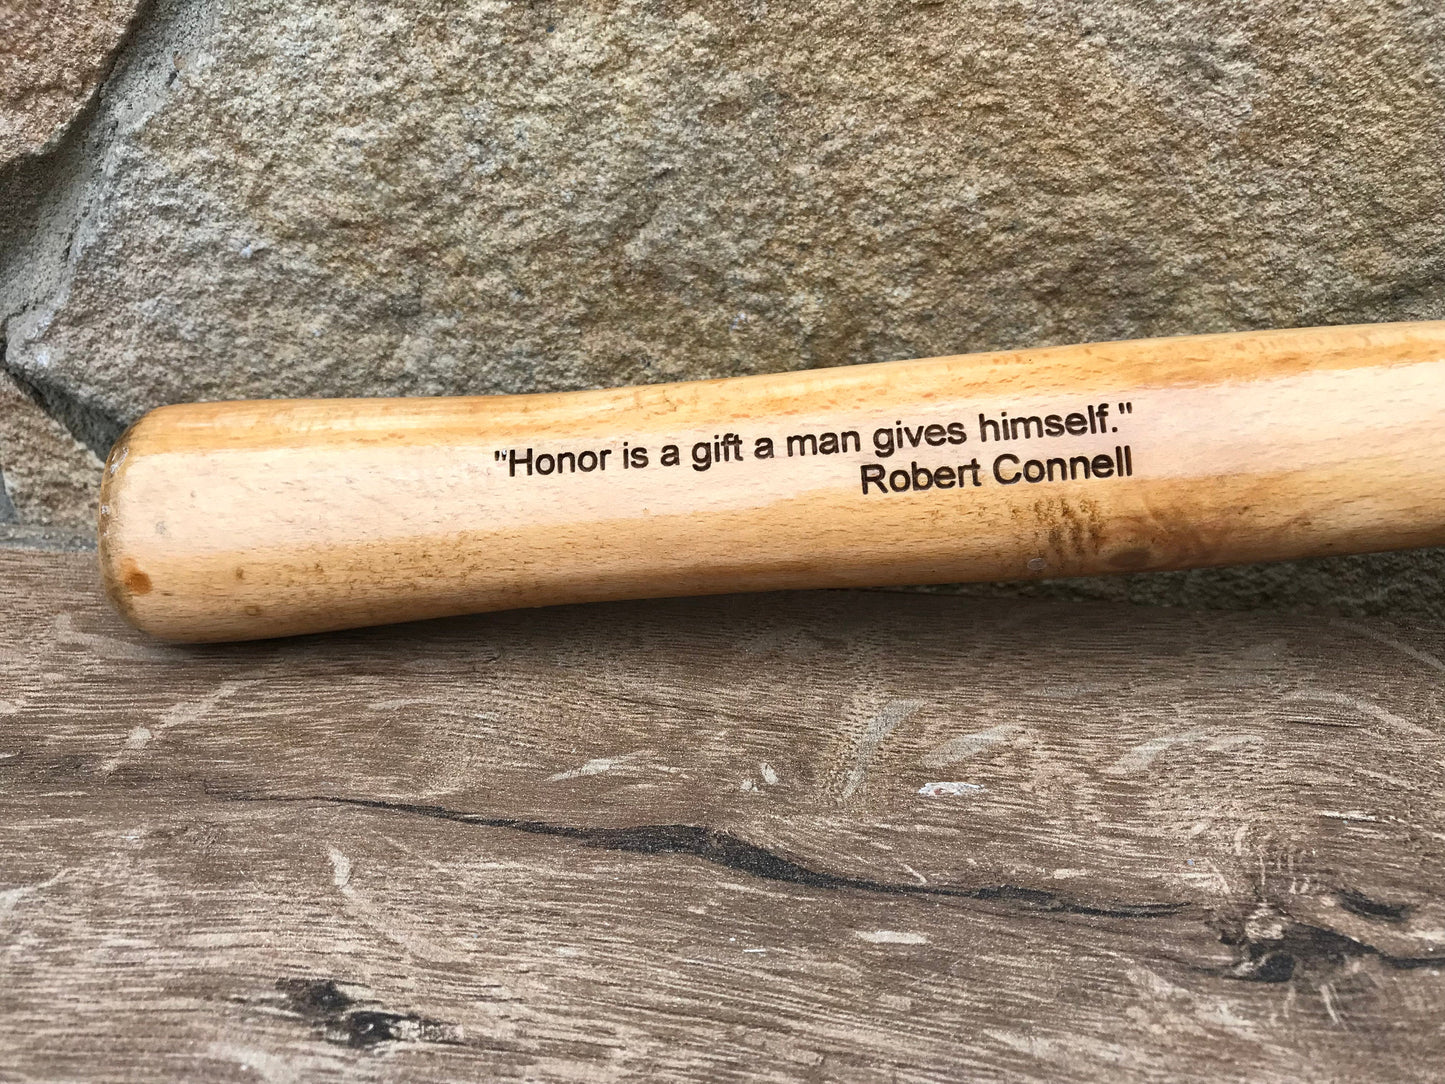 "Honor is a gift a man gives himself."
Robert Connell